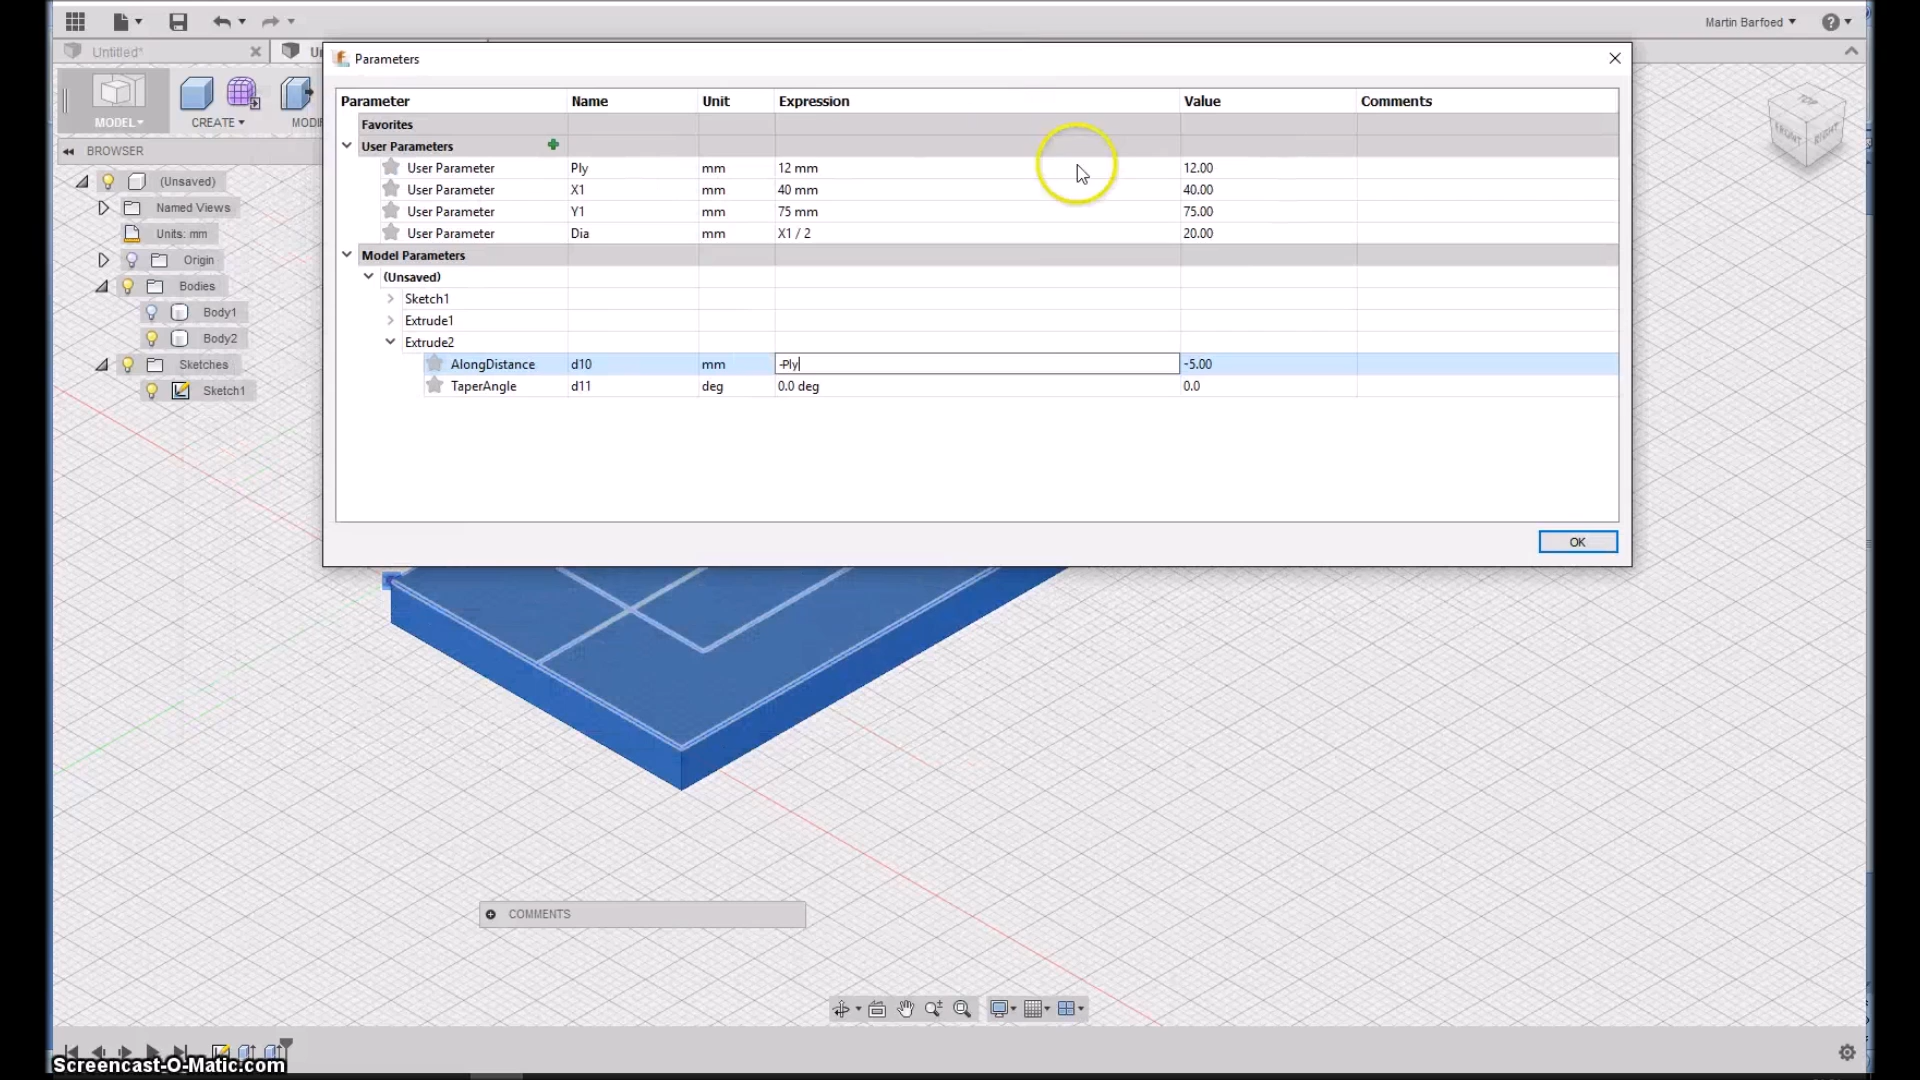 Martin Barfoed
Untitled*
Parameters
MODEL
CREATE
BROWSER
(Unsaved)
Named Views
Units: mm
Origin
Bodies
Body1
Body2
Sketches
Sketch1
Parameter Name Unit Expression Value Comments
Favorites
User Parameters
User Parameter Ply mm 12 mm 12.00
User Parameter X1 mm 40 mm 40.00
User Parameter Y1 mm 75 mm 75.00
User Parameter Dia mm X1 / 2 20.00
Model Parameters
(Unsaved)
Sketch1
Extrude1
Extrude2
AlongDistance d10 mm -Ply -5.00
TaperAngle d11 deg 0.0 deg 0.0
OK
FRONT
RIGHT
COMMENTS
Screencast-O-Matic.com